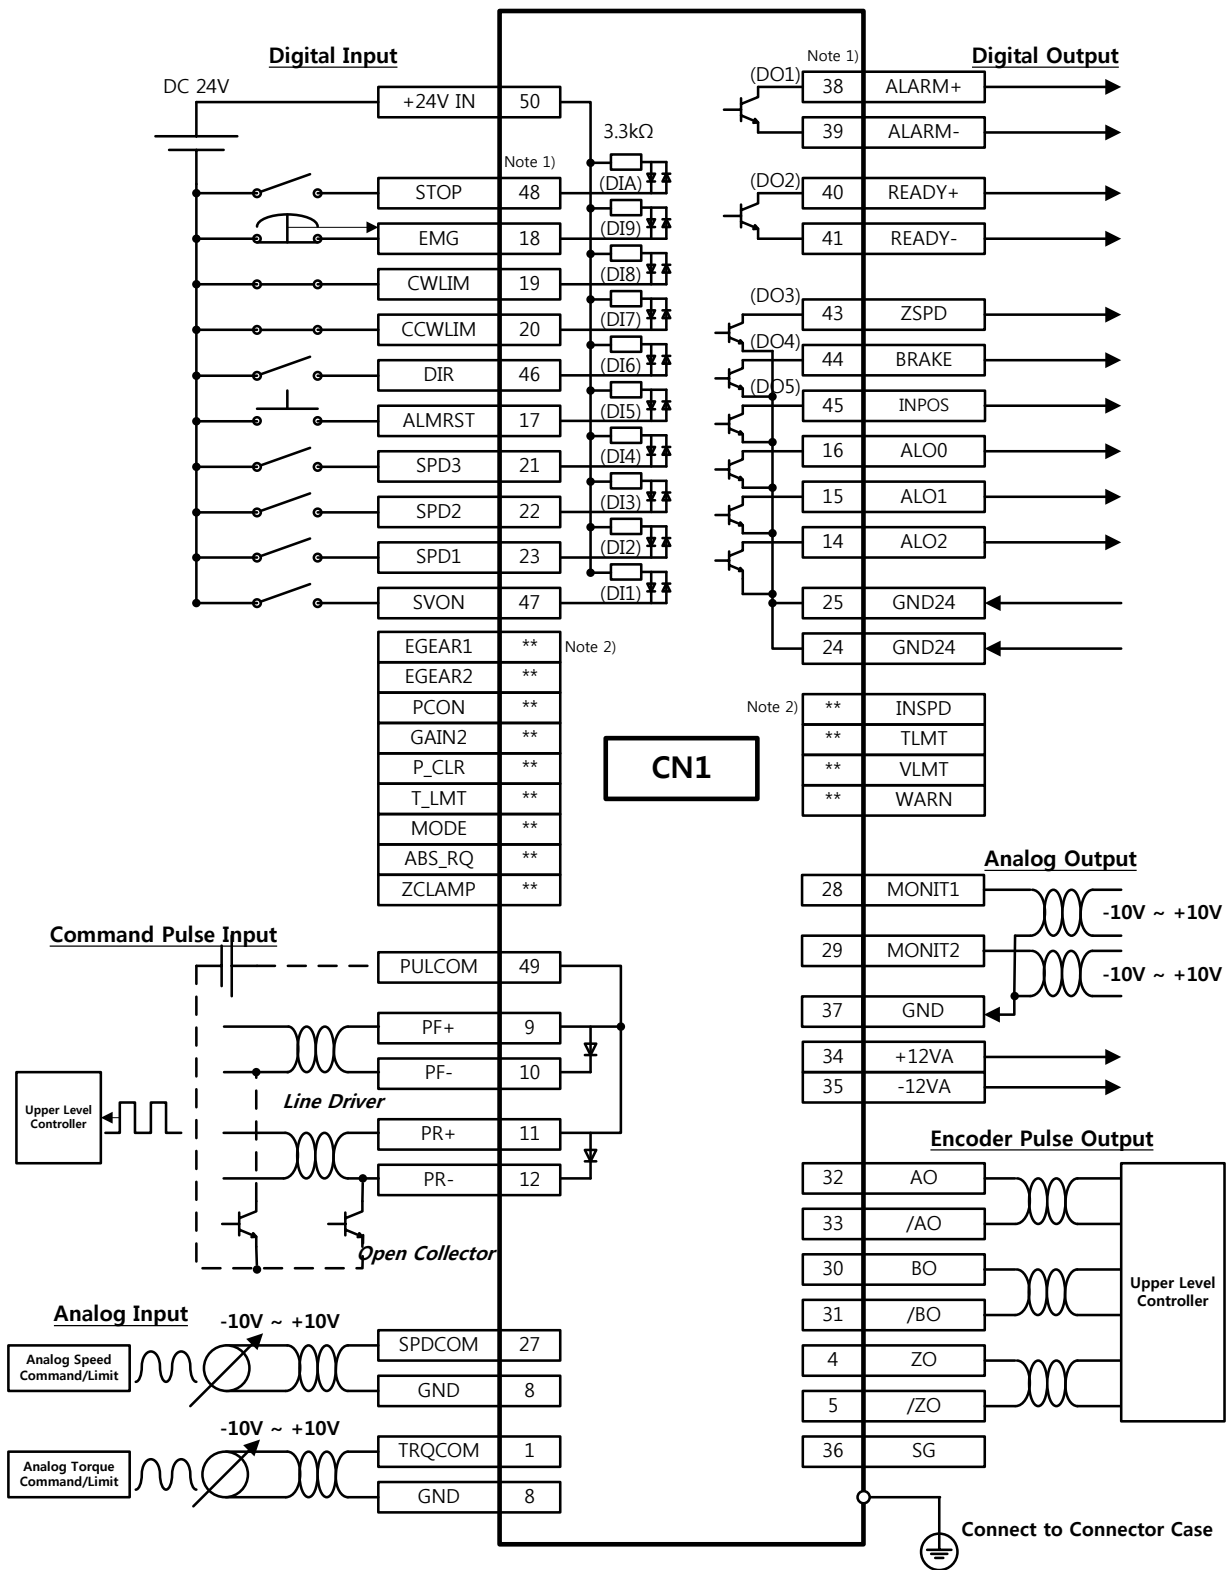 Digital Input
DC 24V
+24V IN 50
3.3kΩ
Note 1)
STOP 48 (DIA)
EMG 18 (DI9)
CWLIM 19 (DI8)
CCWLIM 20 (DI7)
DIR 46 (DI6)
ALMRST 17 (DI5)
SPD3 21 (DI4)
SPD2 22 (DI3)
SPD1 23 (DI2)
SVON 47 (DI1)
EGEAR1 ** Note 2)
EGEAR2 **
PCON **
GAIN2 **
P_CLR **
T_LMT **
MODE **
ABS_RQ **
ZCLAMP **
Command Pulse Input
PULCOM 49
PF+ 9
PF- 10
Line Driver
Upper Level
Controller
PR+ 11
PR- 12
Open Collector
Analog Input
-10V ~ +10V
Analog Speed
Command/Limit
SPDCOM 27
GND 8
-10V ~ +10V
Analog Torque
Command/Limit
TRQCOM 1
GND 8
CN1
Note 1)
Digital Output
(DO1) 38 ALARM+
39 ALARM-
(DO2) 40 READY+
41 READY-
(DO3) 43 ZSPD
(DO4) 44 BRAKE
(DO5) 45 INPOS
16 ALO0
15 ALO1
14 ALO2
25 GND24
24 GND24
Note 2) ** INSPD
** TLMT
** VLMT
** WARN
Analog Output
28 MONIT1
-10V ~ +10V
29 MONIT2
-10V ~ +10V
37 GND
34 +12VA
35 -12VA
Encoder Pulse Output
32 AO
33 /AO
30 BO
31 /BO
Upper Level
Controller
4 ZO
5 /ZO
36 SG
Connect to Connector Case